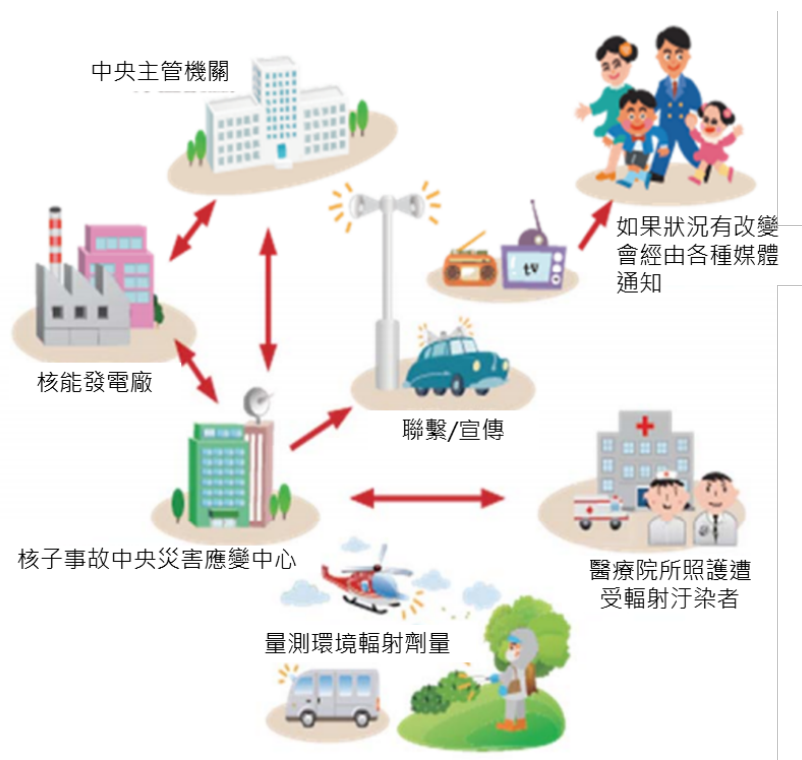 中央主管機關
如果狀況有改變
會經由各種媒體
通知
tv
核能發電廠
聯繫/宣傳
核子事故中央災害應變中心
醫療院所照護遭
受輻射汙染者
量測環境輻射劑量